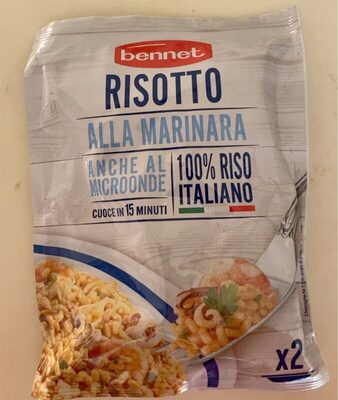 bennet
RISOTTO
ALLA MARINARA
ANCHE AL
MICROONDE
CUOCE IN 15 MINUTI
100% RISO
ITALIANO
x2